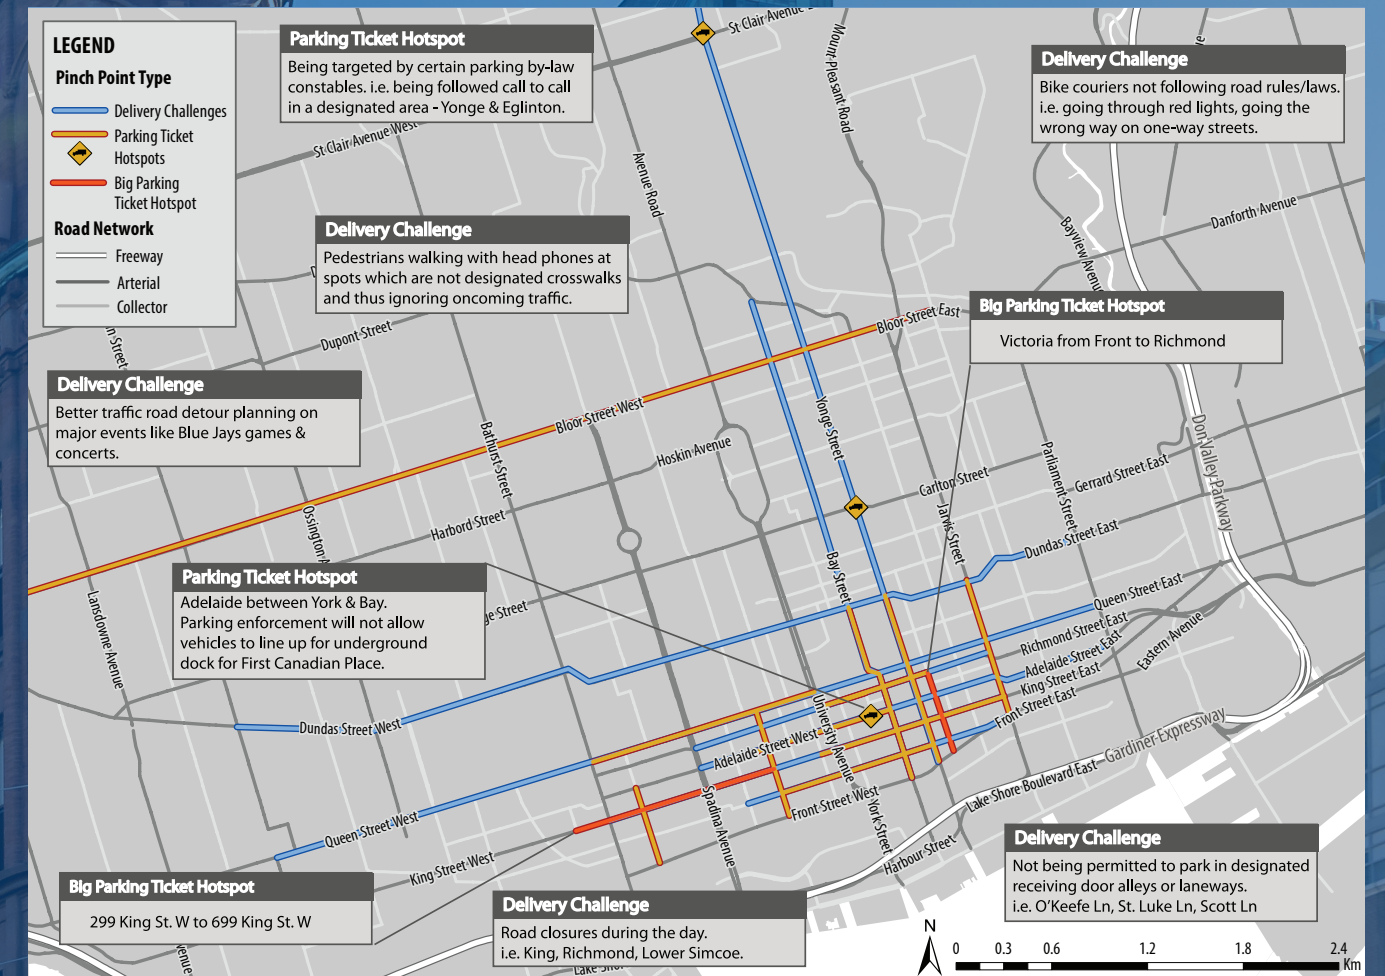 LEGEND
Pinch Point Type
Delivery Challenges
Parking Ticket
Hotspots
Big Parking
Ticket Hotspot
Road Network
Freeway
Arterial
Collector
Parking Ticket Hotspot
Being targeted by certain parking by-law
constables. i.e. being followed call to call
in a designated area - Yonge & Eglinton.
Delivery Challenge
Bike couriers not following road rules/laws.
i.e. going through red lights, going the
wrong way on one-way streets.
Delivery Challenge
Pedestrians walking with head phones at
spots which are not designated crosswalks
and thus ignoring oncoming traffic.
Big Parking Ticket Hotspot
Victoria from Front to Richmond
Delivery Challenge
Better traffic road detour planning on
major events like Blue Jays games &
concerts.
Parking Ticket Hotspot
Adelaide between York & Bay.
Parking enforcement will not allow
vehicles to line up for underground
dock for First Canadian Place.
Big Parking Ticket Hotspot
299 King St. W to 699 King St. W
Delivery Challenge
Road closures during the day.
i.e. King, Richmond, Lower Simcoe.
Delivery Challenge
Not being permitted to park in designated
receiving door alleys or laneways.
i.e. O'Keefe Ln, St. Luke Ln, Scott Ln
St Clair Avenue
St Clair Avenue West
Mount Pleasant Road
Avenue Road
Danforth Avenue
Bayview Avenue
Dupont Street
Bloor Street East
Bloor Street West
Yonge Street
Bathurst Street
Hoskin Avenue
Harbord Street
Carlton Street
Parliament Street
Gerrard Street East
Don Valley Parkway
Jarvis Street
Dundas Street East
Bay Street
Queen Street East
Richmond Street East
Adelaide Street East
King Street East
Front Street East
Eastern Avenue
Lansdowne Avenue
Street
Dundas Street West
University Avenue
Adelaide Street West
Front Street West
York Street
Spadina Avenue
Queen Street West
King Street West
Harbour Street
Lake Shore Boulevard East
Gardiner Expressway
N
0 0.3 0.6 1.2 1.8 2.4
Km